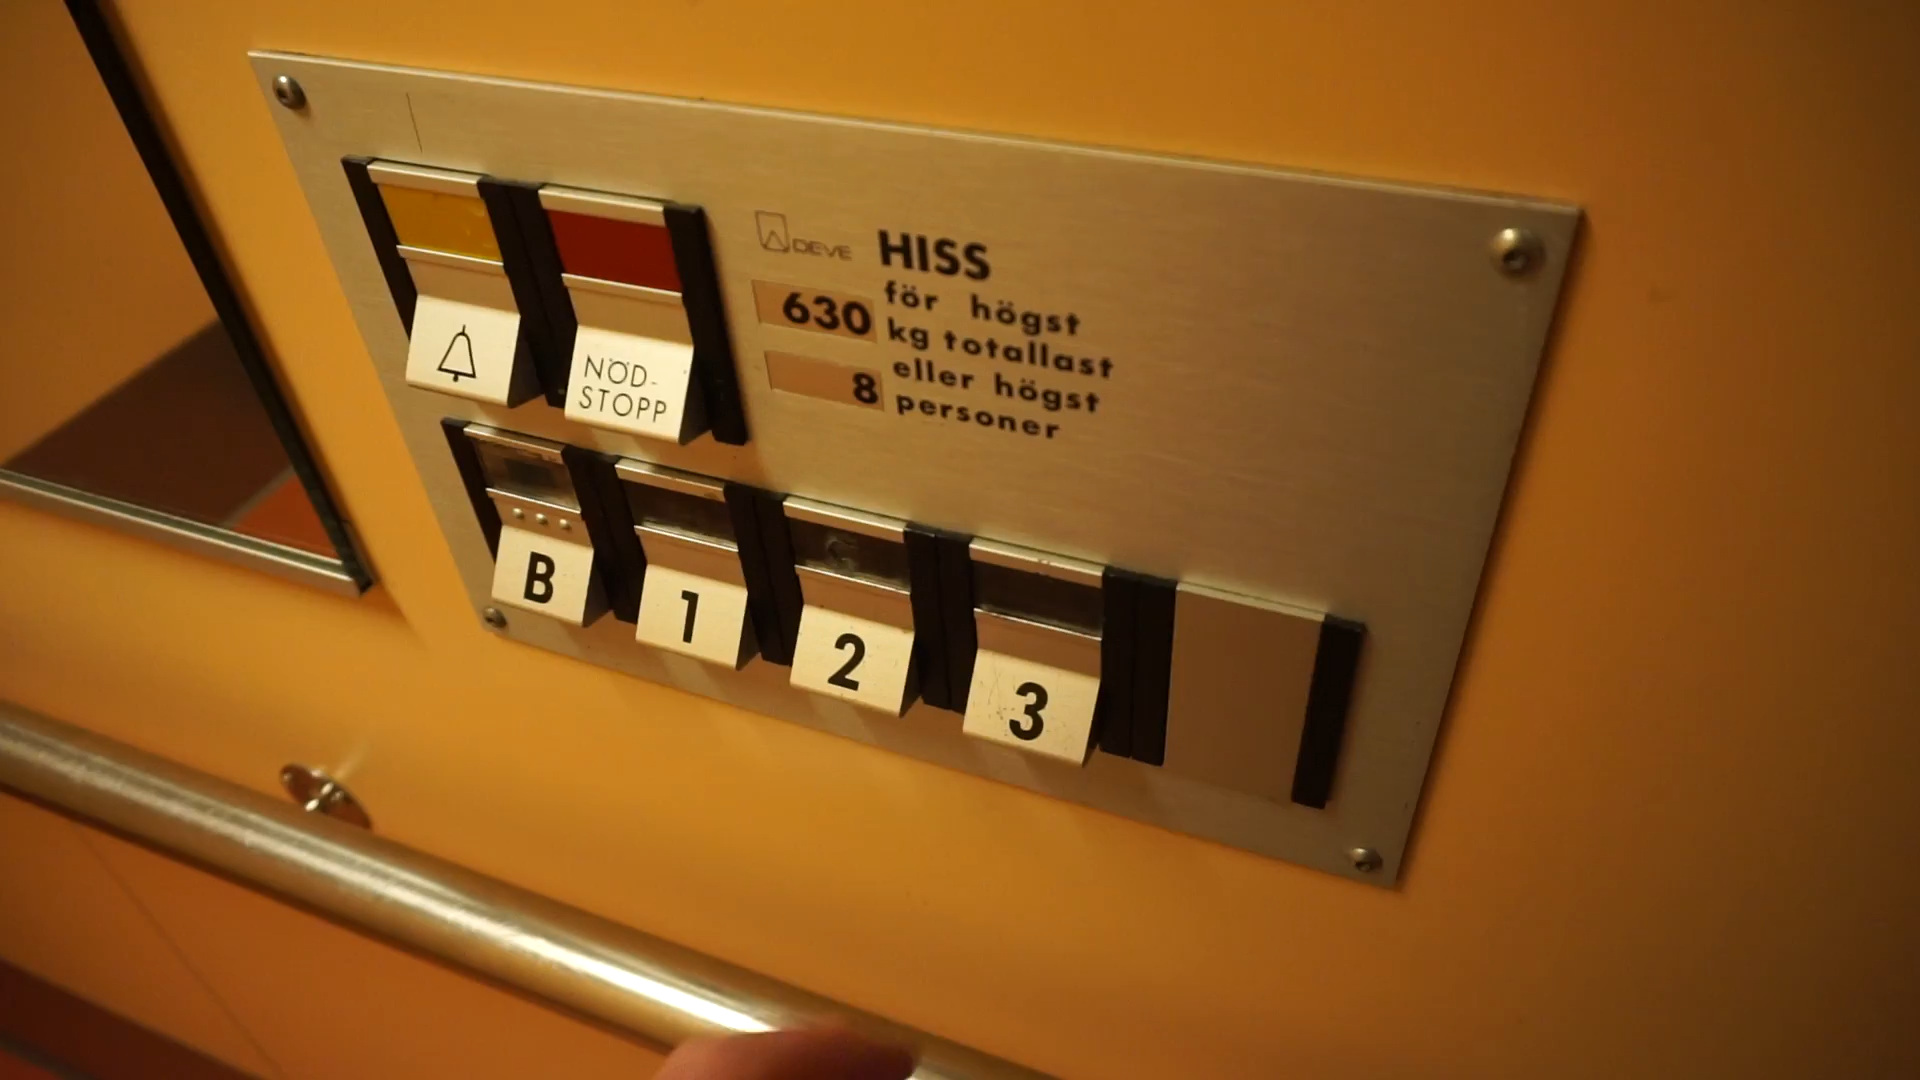 DEVE HISS
630 för högst
kg totallast
8 eller högst
personer
NÖD-
STOPP
B
1
2
3